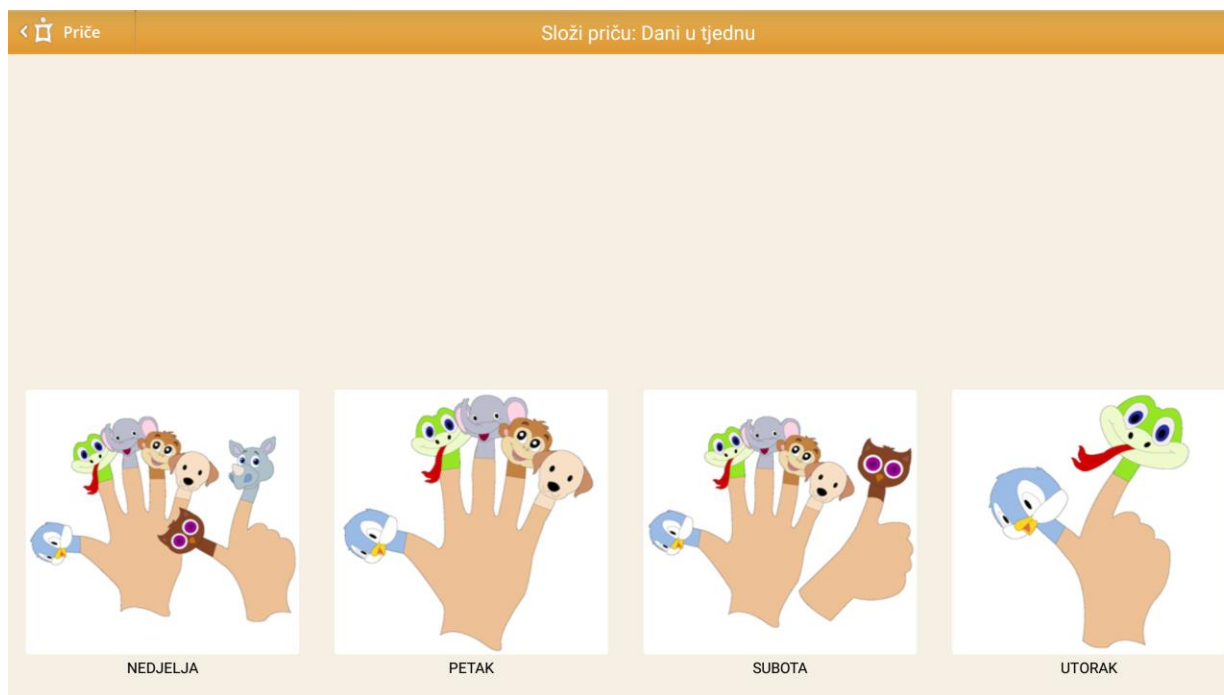 Priče
Složi priču: Dani u tjednu
NEDJELJA
PETAK
SUBOTA
UTORAK